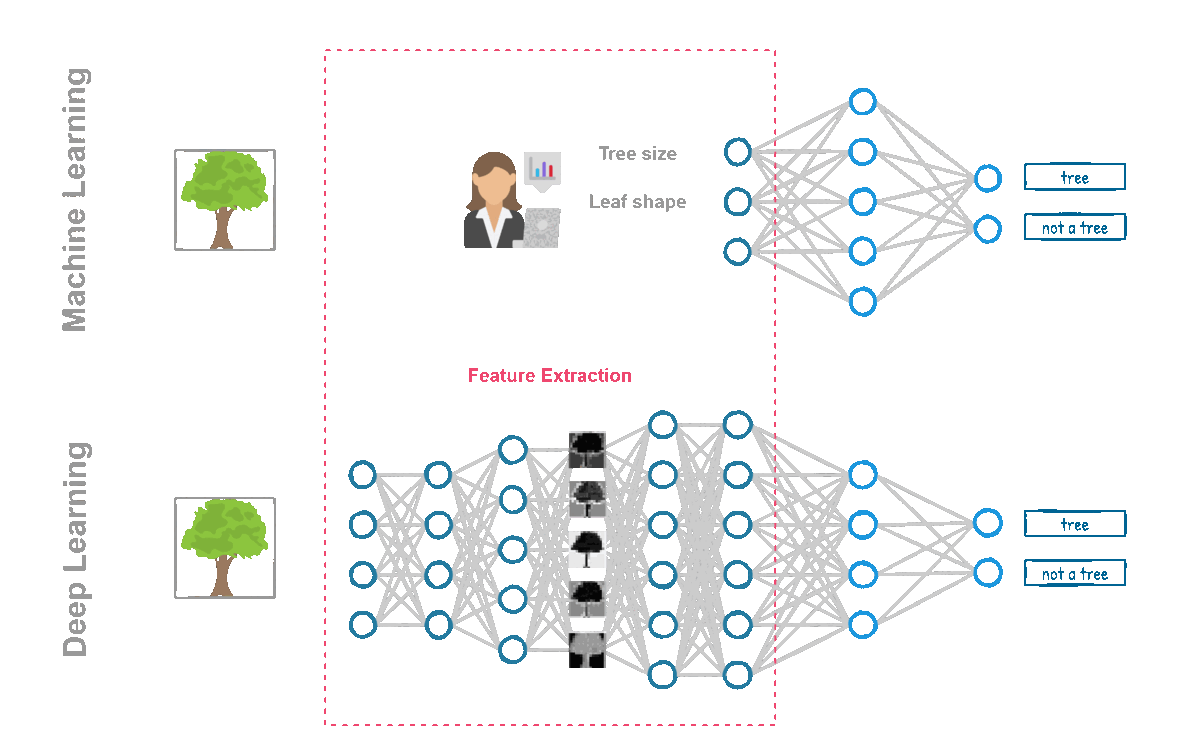 Machine Learning
Tree size
Leaf shape
tree
not a tree
Feature Extraction
Deep Learning
tree
not a tree